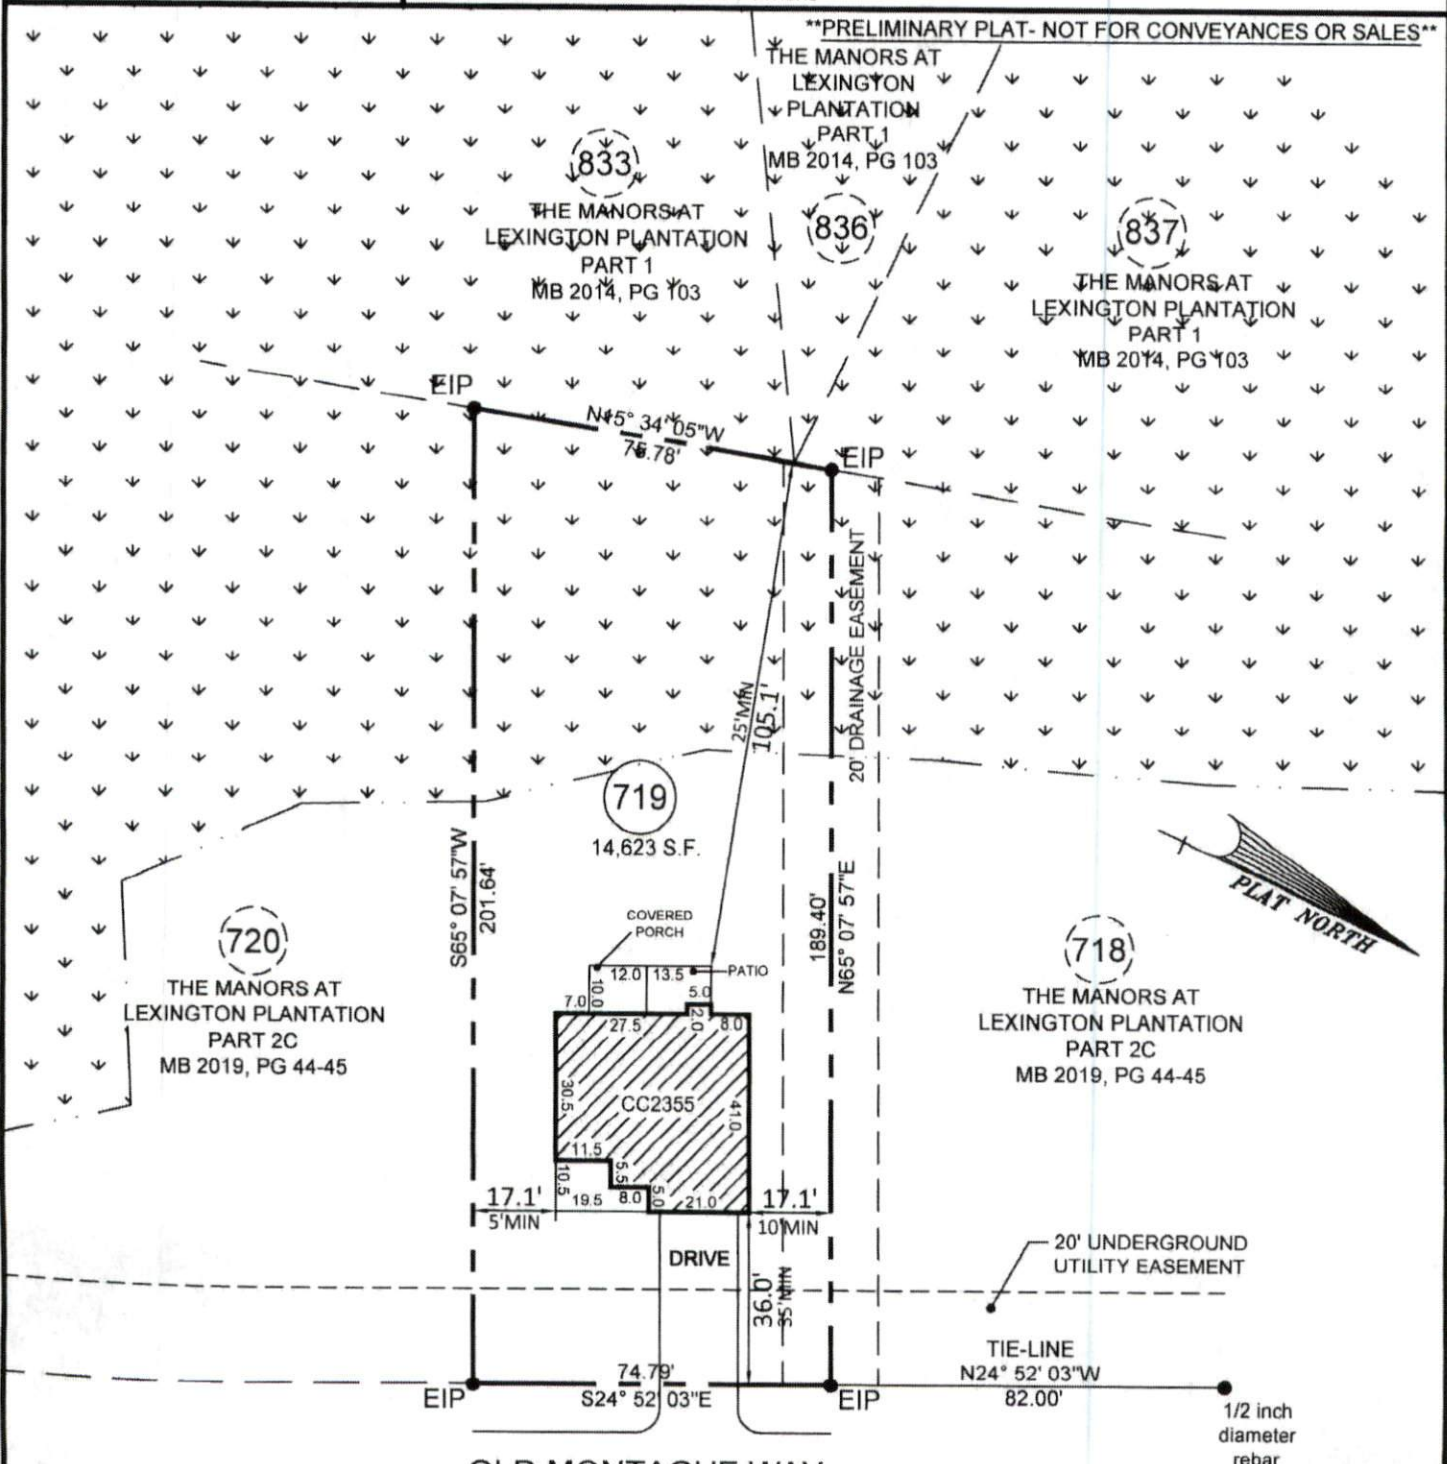 **PRELIMINARY PLAT- NOT FOR CONVEYANCES OR SALES**
THE MANORS AT
LEXINGTON
PLANTATION
PART 1
MB 2014, PG 103
833
THE MANORS AT
LEXINGTON PLANTATION
PART 1
MB 2014, PG 103
836
837
THE MANORS AT
LEXINGTON PLANTATION
PART 1
MB 2014, PG 103
EIP
N15° 34' 05"W
75.78'
EIP
20' DRAINAGE EASEMENT
25'MIN
105.1'
719
14,623 S.F.
S65° 07' 57"W
201.64'
189.40'
N65° 07' 57"E
PLAT NORTH
720
THE MANORS AT
LEXINGTON PLANTATION
PART 2C
MB 2019, PG 44-45
718
THE MANORS AT
LEXINGTON PLANTATION
PART 2C
MB 2019, PG 44-45
COVERED
PORCH
PATIO
12.0
13.5
10.0
5.0
7.0
27.5
2.0
8.0
30.5
CC2355
41.0
11.5
10.5
5.5
19.5
8.0
5.0
21.0
17.1'
5'MIN
17.1'
10'MIN
DRIVE
36.0'
35'MIN
20' UNDERGROUND
UTILITY EASEMENT
TIE-LINE
N24° 52' 03"W
82.00'
EIP
74.79'
S24° 52' 03"E
EIP
1/2 inch
diameter
rebar
OLD MONTAGUE WAY